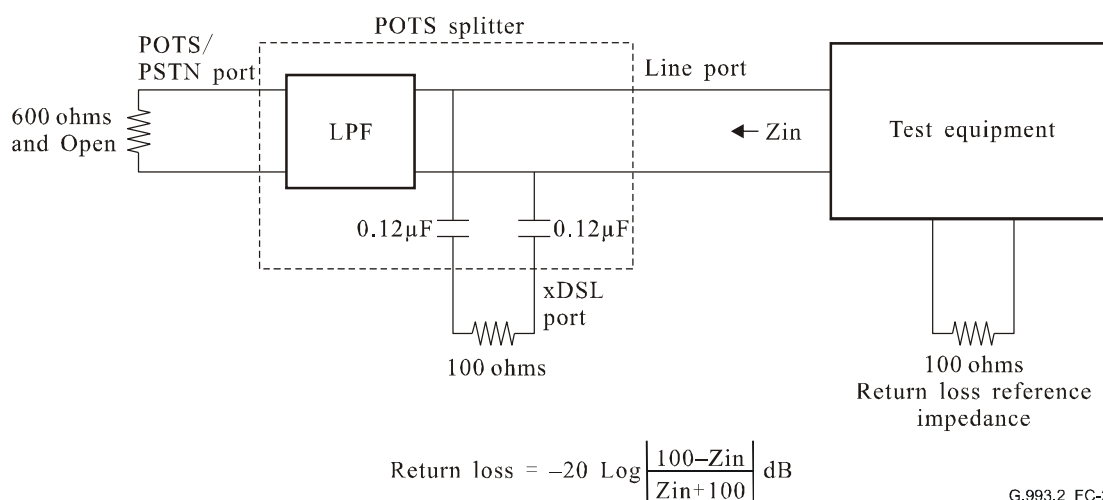 POTS splitter
POTS/
PSTN port
Line port
600 ohms
and Open
LPF
Zin
Test equipment
0.12µF
0.12µF
xDSL
port
100 ohms
100 ohms
Return loss reference
impedance
Return loss = −20 Log |100–Zin / Zin+100| dB